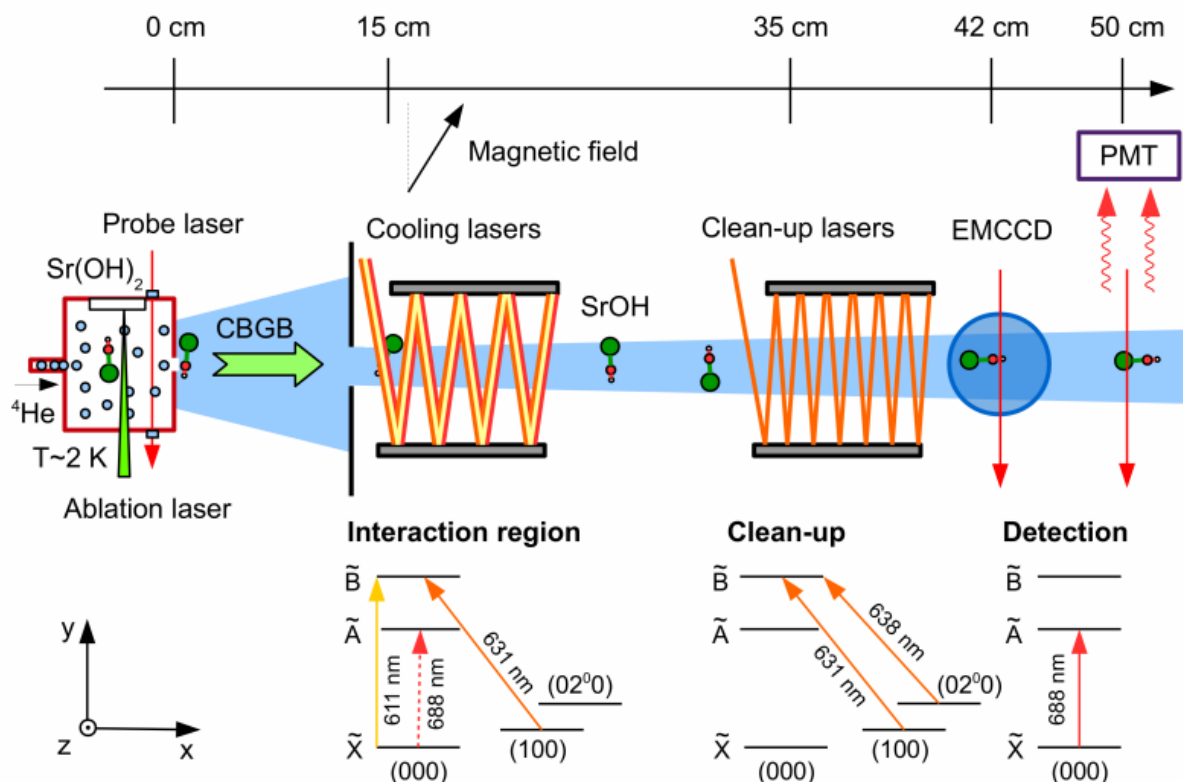 0 cm
15 cm
35 cm
42 cm
50 cm
Magnetic field
PMT
Probe laser
Cooling lasers
Clean-up lasers
EMCCD
Sr(OH)₂
CBGB
SrOH
⁴He
T~2 K
Ablation laser
Interaction region
Clean-up
Detection
B̃
Ã
X̃
611 nm
688 nm
631 nm
(02⁰0)
(100)
(000)
B̃
Ã
X̃
631 nm
638 nm
(02⁰0)
(100)
(000)
B̃
Ã
X̃
688 nm
(000)
y
z
x